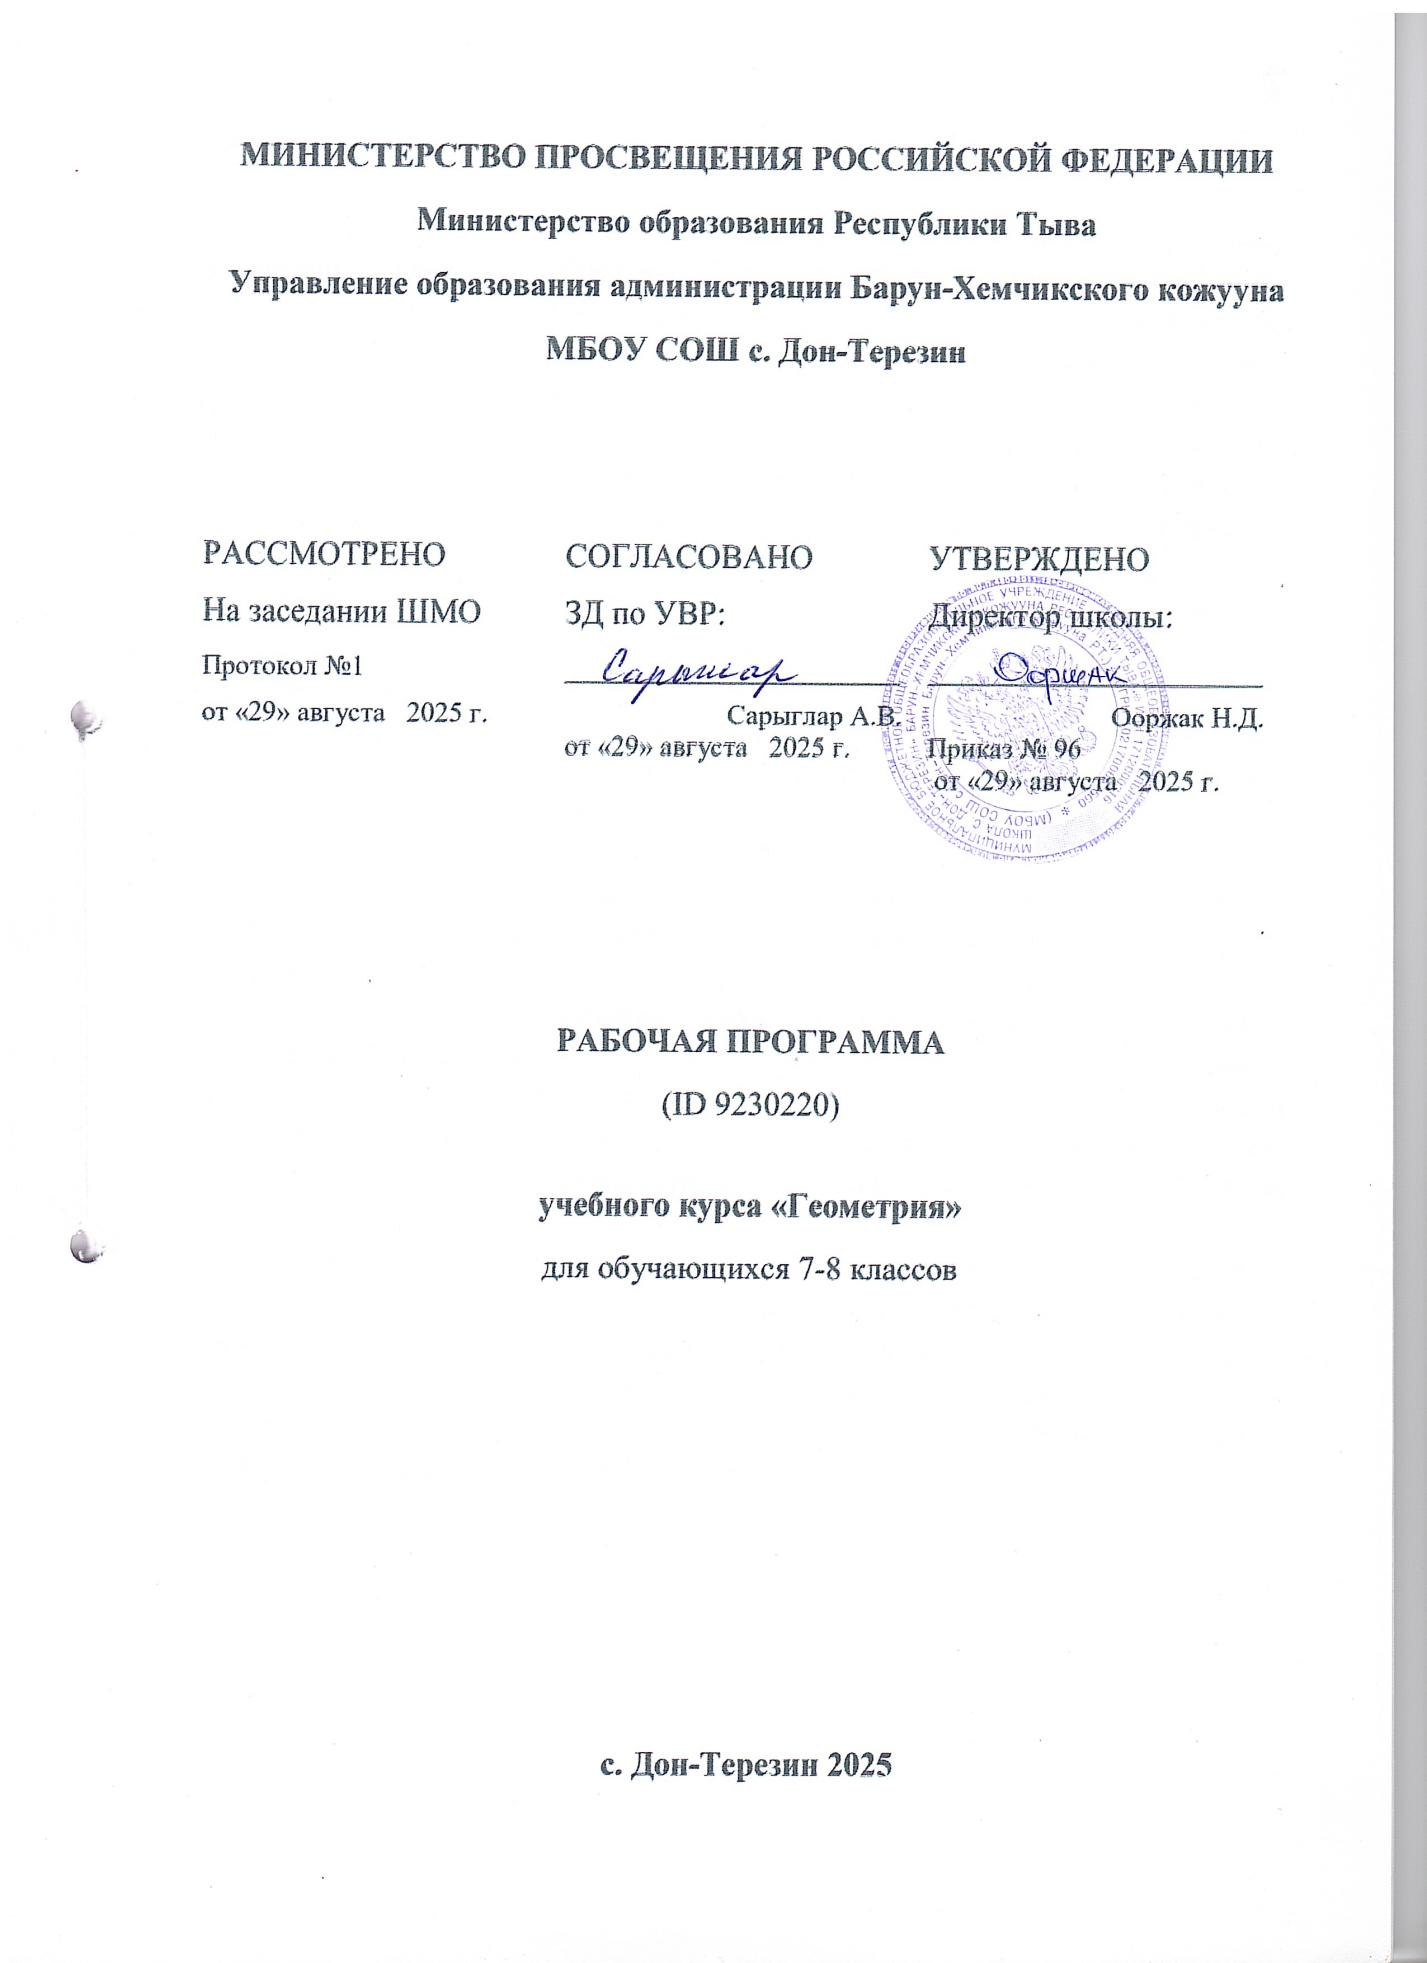 МИНИСТЕРСТВО ПРОСВЕЩЕНИЯ РОССИЙСКОЙ ФЕДЕРАЦИИ
Министерство образования Республики Тыва
Управление образования администрации Барун-Хемчикского кожууна
МБОУ СОШ с. Дон-Терезин
РАССМОТРЕНО
На заседании ШМО
Протокол №1
от «29» августа 2025 г.
СОГЛАСОВАНО
ЗД по УВР:
Сарыглар
Сарыглар А.В.
от «29» августа 2025 г.
УТВЕРЖДЕНО
Директор школы:
Ооржак
Ооржак Н.Д.
Приказ № 96
от «29» августа 2025 г.
РАБОЧАЯ ПРОГРАММА
(ID 9230220)
учебного курса «Геометрия»
для обучающихся 7-8 классов
с. Дон-Терезин 2025